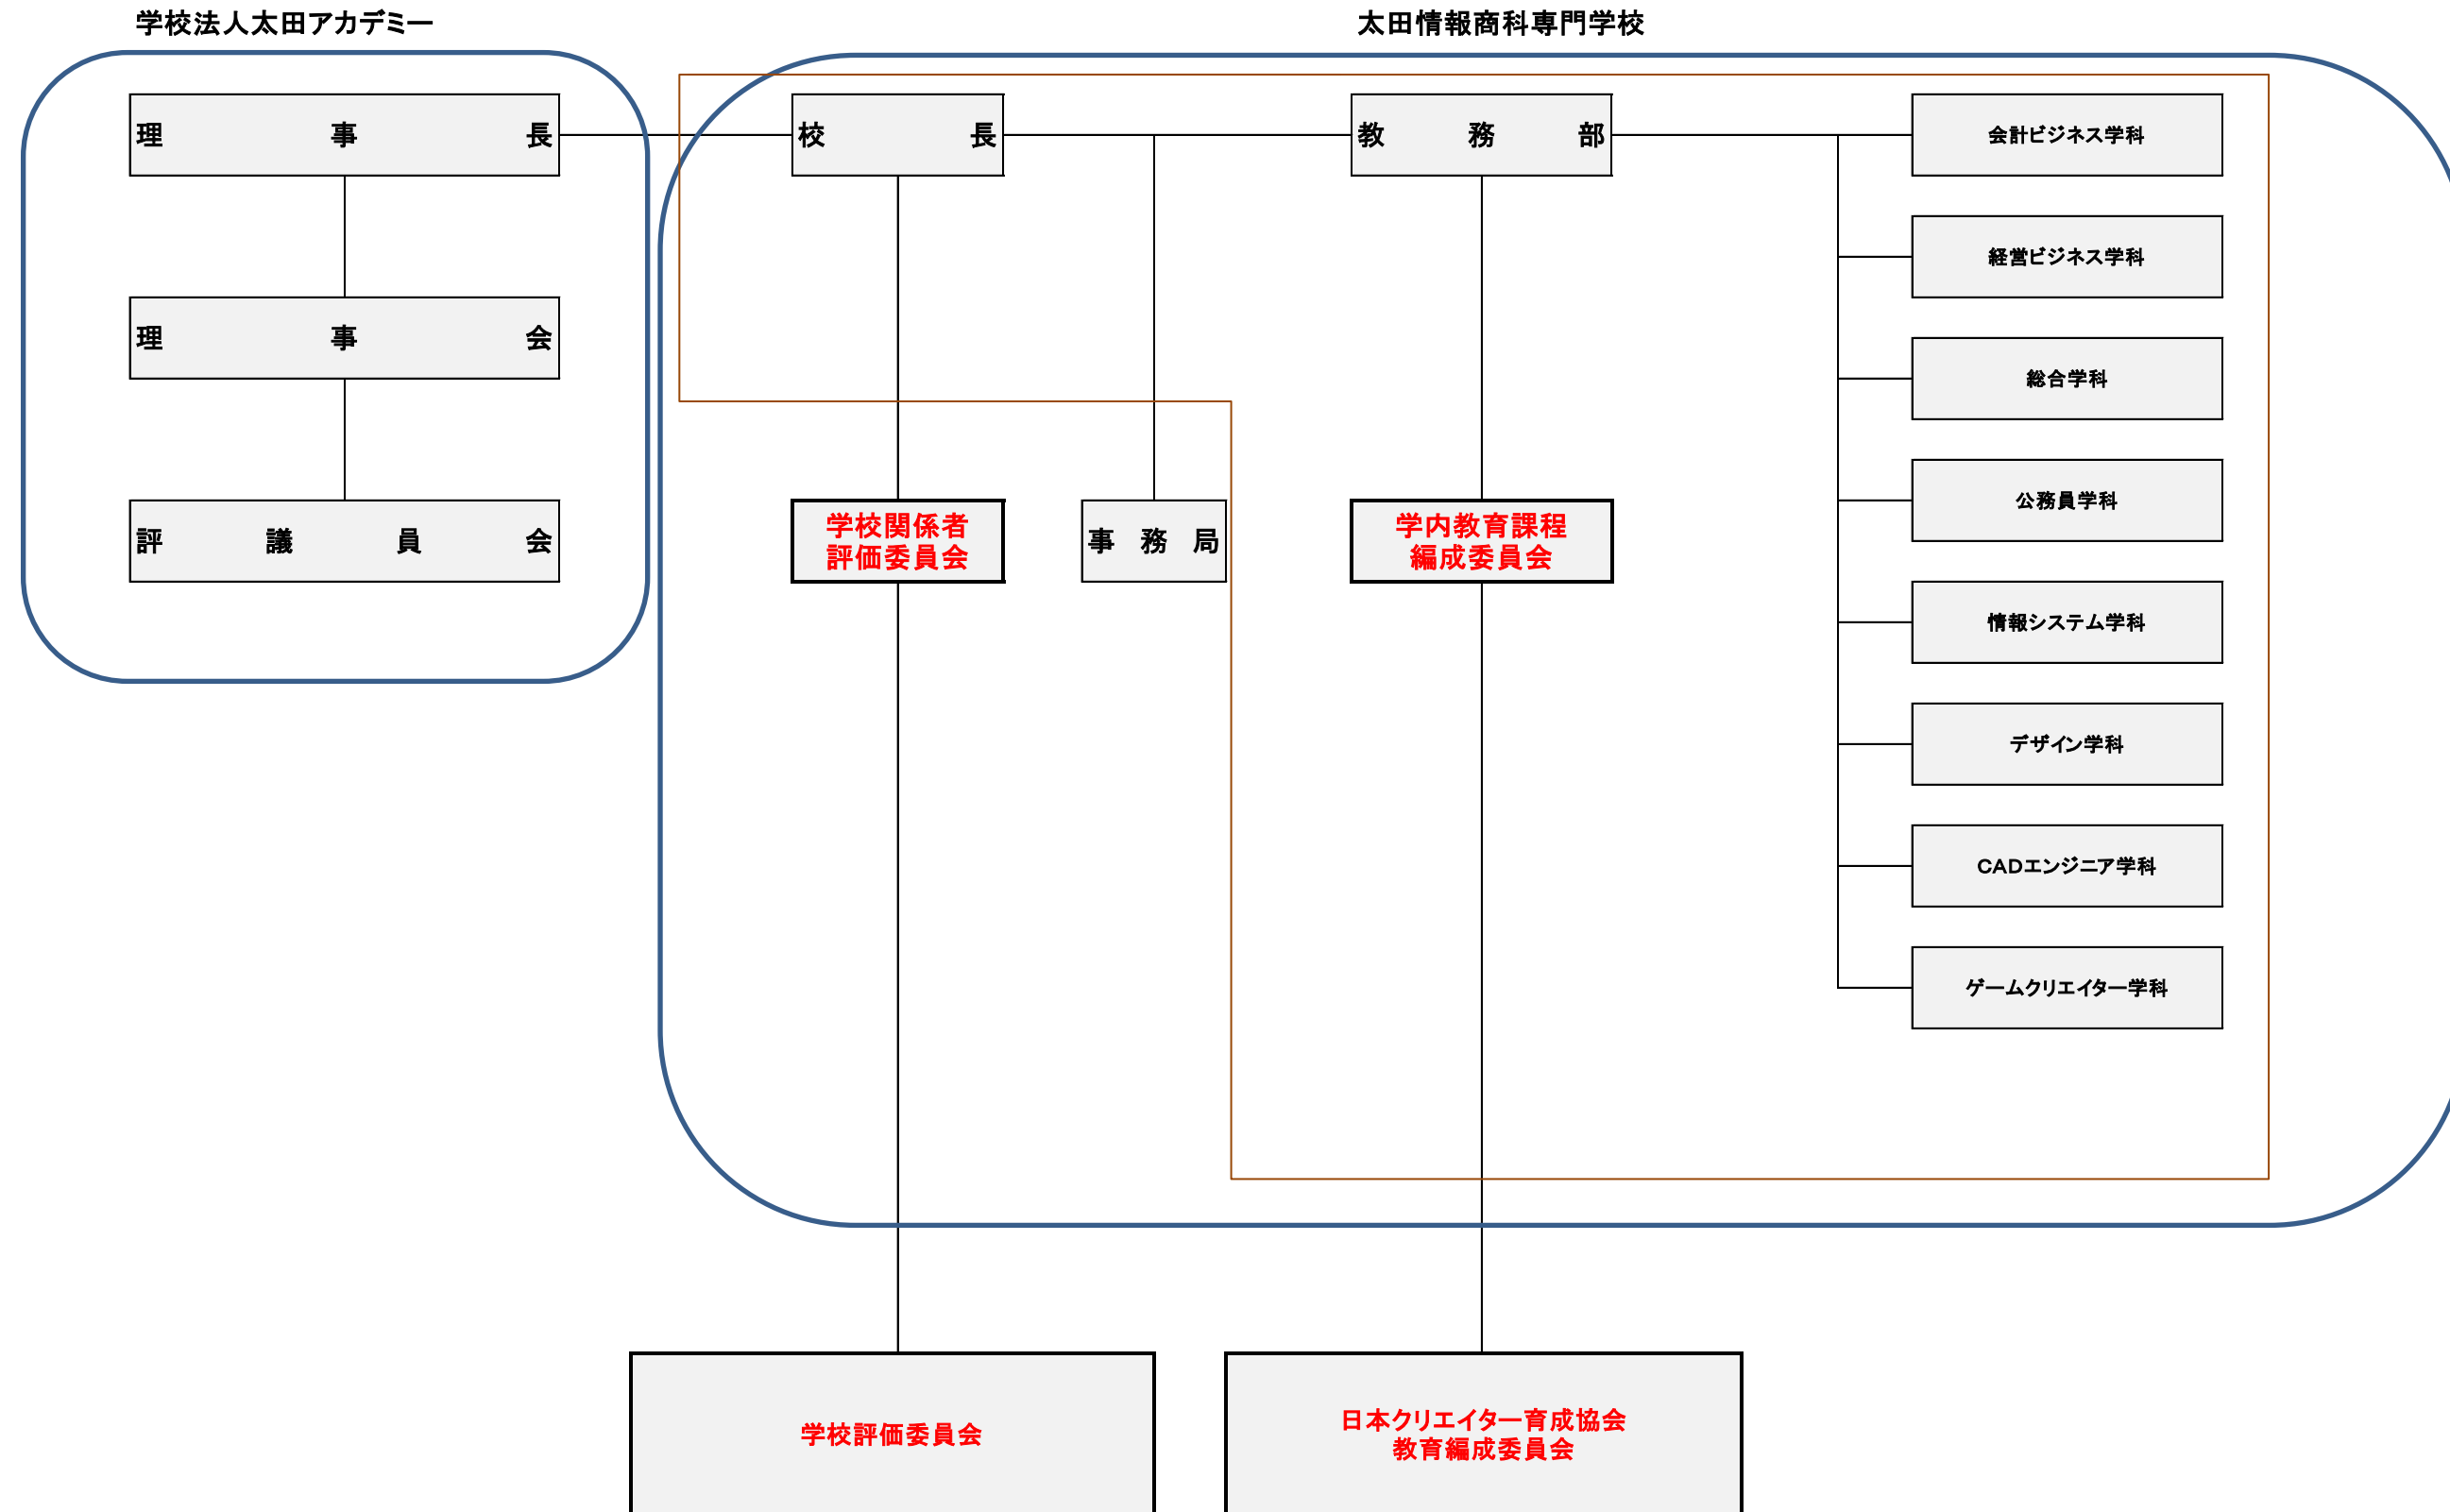 学校法人太田アカデミー
太田情報商科専門学校
理事長
校長
教務部
会計ビジネス学科
経営ビジネス学科
理事会
総合学科
公務員学科
評議員会
学校関係者
評価委員会
事務局
学内教育課程
編成委員会
情報システム学科
デザイン学科
CADエンジニア学科
ゲームクリエイター学科
学校評価委員会
日本クリエイター育成協会
教育編成委員会